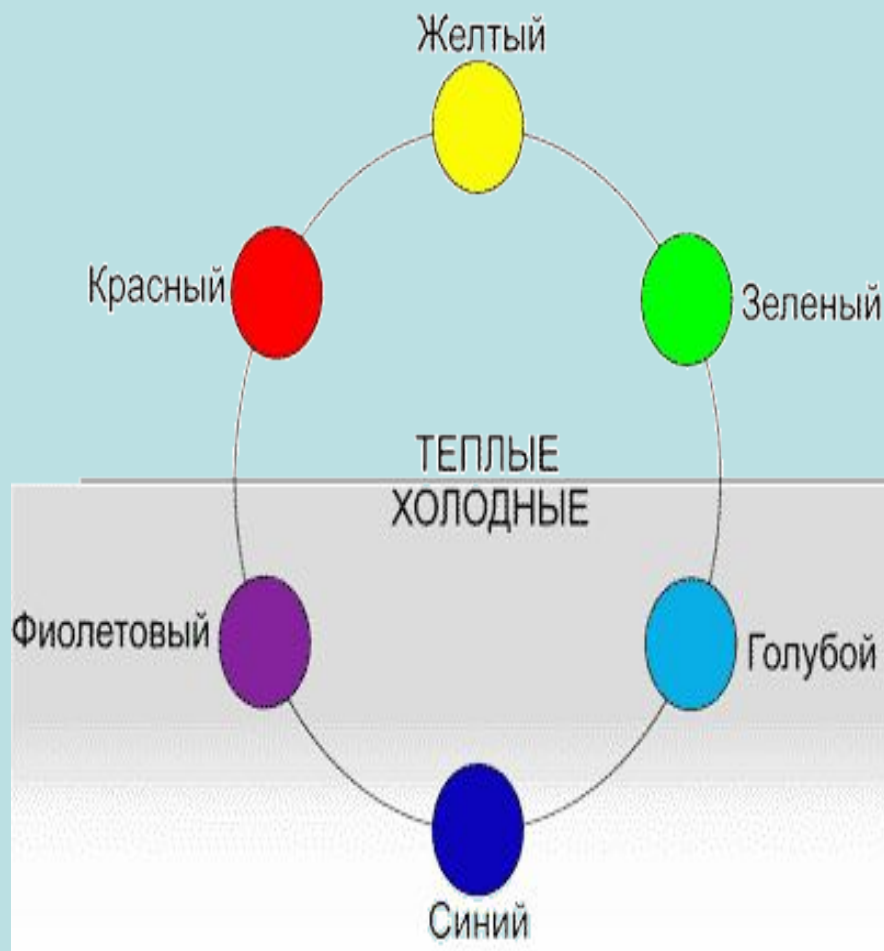 Желтый
Красный
Зеленый
ТЕПЛЫЕ
ХОЛОДНЫЕ
Фиолетовый
Голубой
Синий